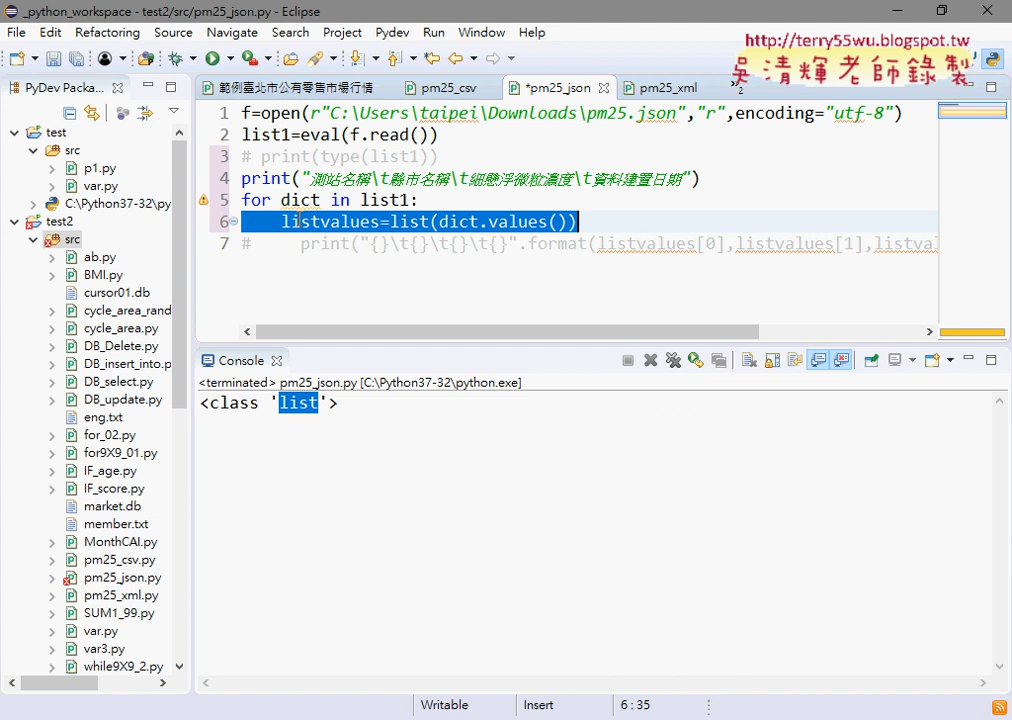 _python_workspace - test2/src/pm25_json.py - Eclipse
File Edit Refactoring Source Navigate Search Project Pydev Run Window Help
http://terry55wu.blogspot.tw
吳清輝老師錄製
PyDev Packa...
範例臺北市公有零售市場行情 pm25_csv *pm25_json pm25_xml »2
test
src
p1.py
var.py
C:\Python37-32\py
test2
src
ab.py
BMI.py
cursor01.db
cycle_area_rand
cycle_area.py
DB_Delete.py
DB_insert_into.p
DB_select.py
DB_update.py
eng.txt
for_02.py
for9X9_01.py
IF_age.py
IF_score.py
market.db
member.txt
MonthCAl.py
pm25_csv.py
pm25_json.py
pm25_xml.py
SUM1_99.py
var.py
var3.py
while9X9_2.py
1 f=open(r"C:\Users\taipei\Downloads\pm25.json","r",encoding="utf-8")
2 list1=eval(f.read())
3 # print(type(list1))
4 print("測站名稱\t縣市名稱\t細懸浮微粒濃度\t資料建置日期")
5 for dict in list1:
6 listvalues=list(dict.values())
7 # print("{}\t{}\t{}\t{}".format(listvalues[0],listvalues[1],listval
Console
<terminated> pm25_json.py [C:\Python37-32\python.exe]
<class 'list'>
Writable Insert 6 : 35